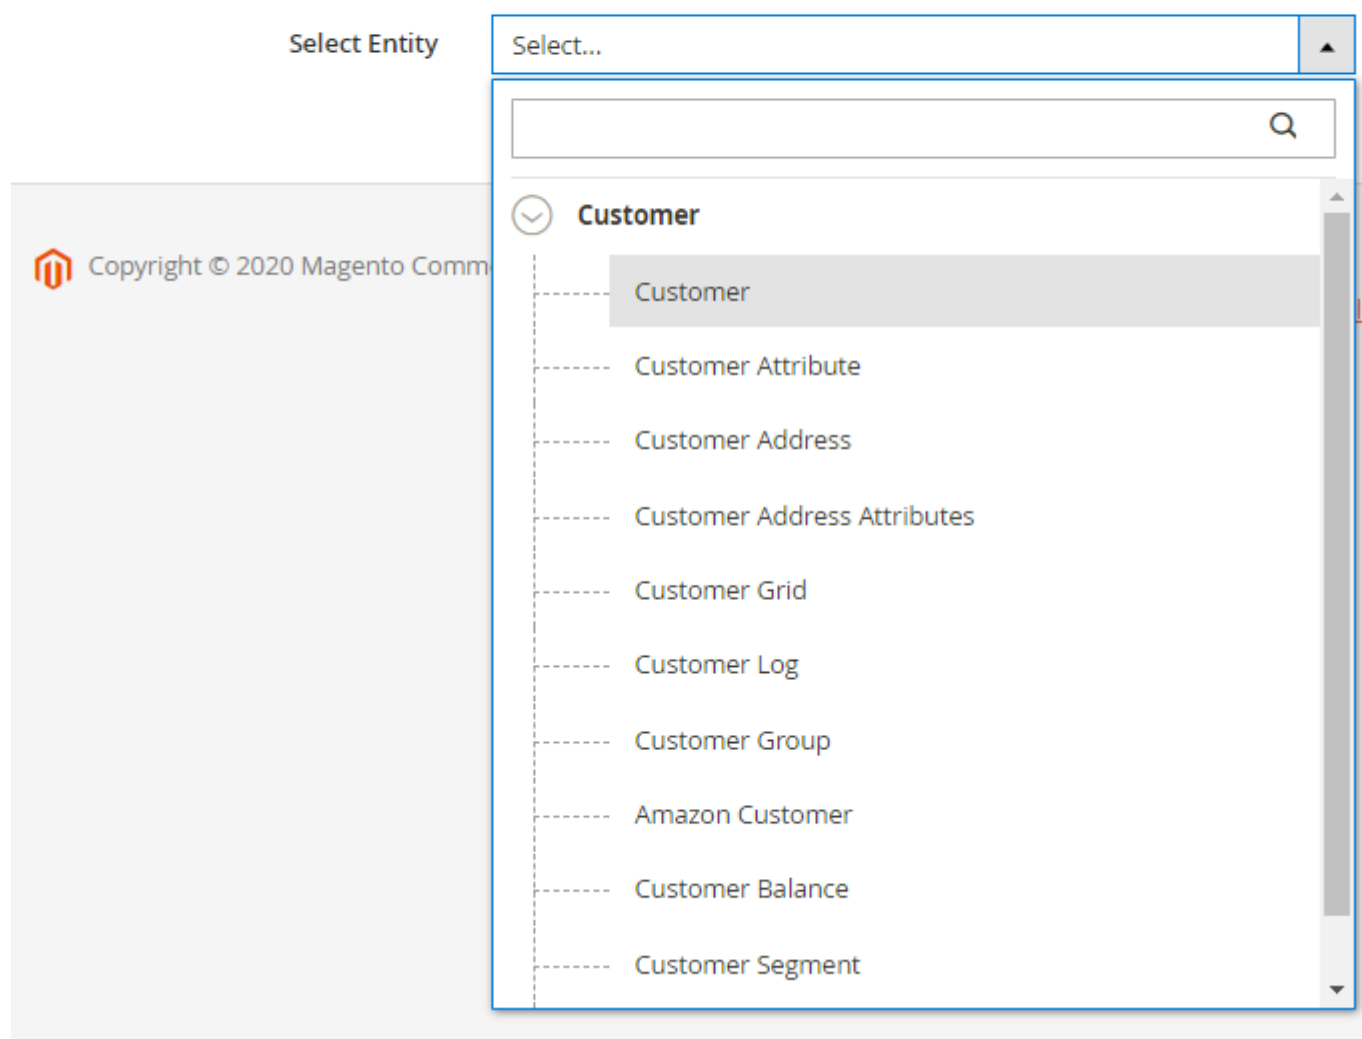 Select Entity
Select...
Customer
Copyright © 2020 Magento
Customer
Customer Attribute
Customer Address
Customer Address Attributes
Customer Grid
Customer Log
Customer Group
Amazon Customer
Customer Balance
Customer Segment